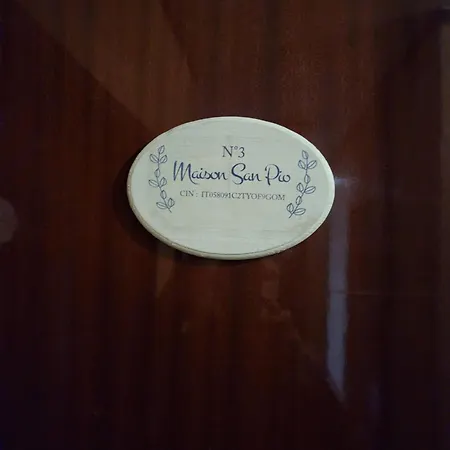 N°3
Maison San Pio
CIN : IT058091C2TYOF9GOM